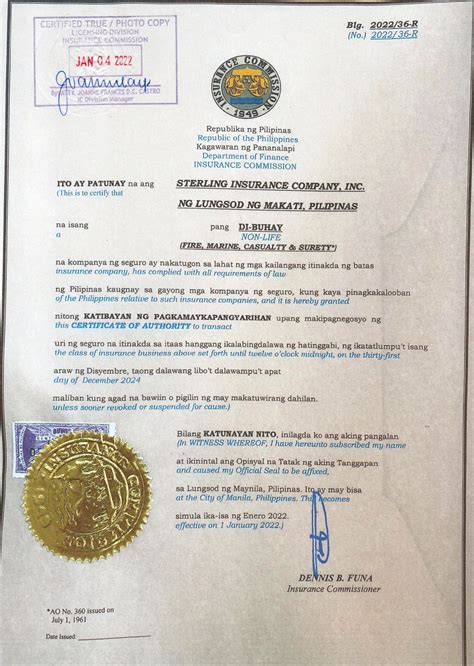 CERTIFIED TRUE / PHOTO COPY
LICENSING DIVISION
INSURANCE COMMISSION
JAN 04 2022
JOANNE FRANCES D.C. CASTRO
IC Division Manager
Blg. 2022/36-R
(No.) 2022/36-R
INSURANCE COMMISSION
1949
Republika ng Pilipinas
Republic of the Philippines
Kagawaran ng Pananalapi
Department of Finance
INSURANCE COMMISSION
ITO AY PATUNAY na ang STERLING INSURANCE COMPANY, INC.
(This is to certify that
NG LUNGSOD NG MAKATI, PILIPINAS
na isang pang DI-BUHAY
a NON-LIFE
(FIRE, MARINE, CASUALTY & SURETY*)
na kompanya ng seguro ay nakatugon sa lahat ng mga kailangang itinakda ng batas
insurance company, has complied with all requirements of law
ng Pilipinas kaugnay sa gayong mga kompanya ng seguro, kung kaya pinagkakalooban
of the Philippines relative to such insurance companies, and it is hereby granted
nitong KATIBAYAN NG PAGKAMAYKAPANGYARIHAN upang makipagnegosyo ng
this CERTIFICATE OF AUTHORITY to transact
uri ng seguro na itinakda sa itaas hanggang ikalabingdalawa ng hatinggabi, ng ikatatlumpu't isang
the class of insurance business above set forth until twelve o'clock midnight, on the thirty-first
araw ng Disyembre, taong dalawang libo't dalawampu't apat
day of December 2024
maliban kung agad na bawiin o pigilin ng may makatuwirang dahilan.
unless sooner revoked or suspended for cause.)
Bilang KATUNAYAN NITO, inilagda ko ang aking pangalan
(In WITNESS WHEREOF, I have hereunto subscribed my name
at ikinintal ang Opisyal na Tatak ng aking Tanggapan
and caused my Official Seal to be affixed,
sa Lungsod ng Maynila, Pilipinas. Ito ay may bisa
at the City of Manila, Philippines. This becomes
simula ika-isa ng Enero 2022.
effective on 1 January 2022.)
DENNIS B. FUNA
Insurance Commissioner
*AO No. 360 issued on
July 1, 1961
Date Issued: